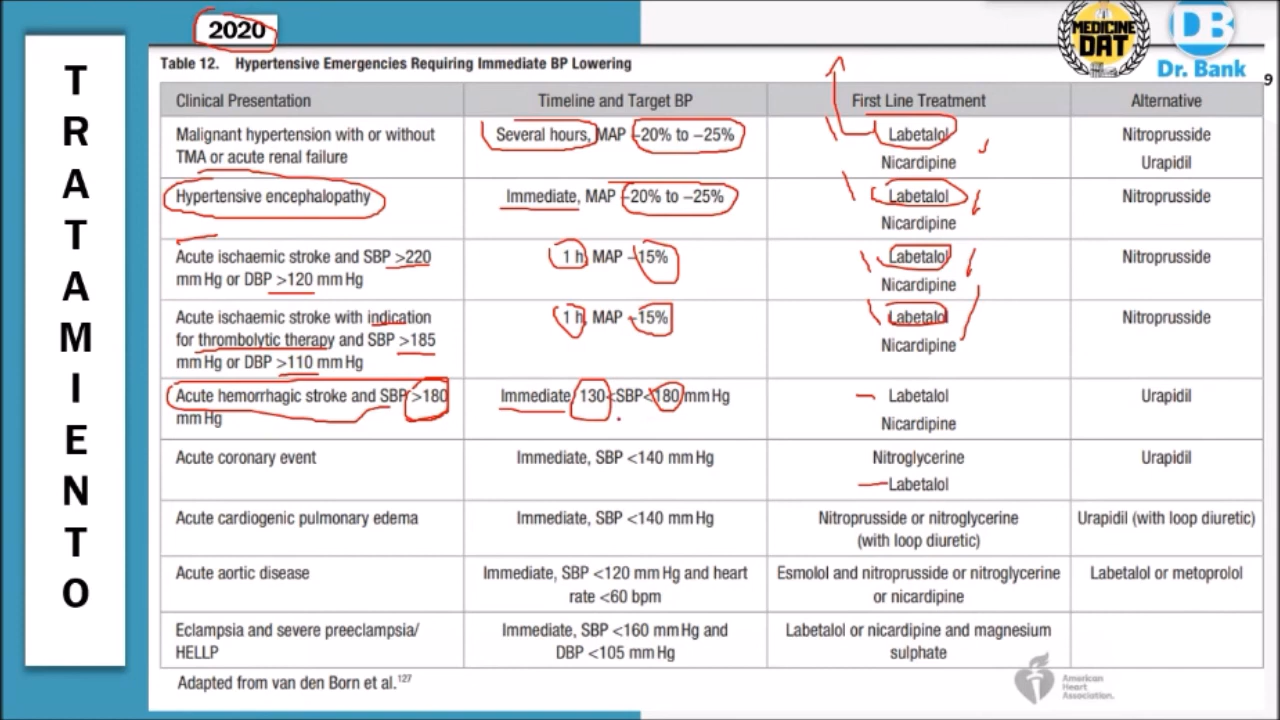 2020
MEDICINE
DAT
DB
Dr. Bank
9
TRATAMIENTO
Table 12. Hypertensive Emergencies Requiring Immediate BP Lowering
Clinical Presentation Timeline and Target BP First Line Treatment Alternative
Malignant hypertension with or without Several hours, MAP −20% to −25% Labetalol Nitroprusside
TMA or acute renal failure Nicardipine Urapidil
Hypertensive encephalopathy Immediate, MAP −20% to −25% Labetalol Nitroprusside
Nicardipine
Acute ischaemic stroke and SBP >220 1 h, MAP −15% Labetalol Nitroprusside
mm Hg or DBP >120 mm Hg Nicardipine
Acute ischaemic stroke with indication 1 h, MAP −15% Labetalol Nitroprusside
for thrombolytic therapy and SBP >185 Nicardipine
mm Hg or DBP >110 mm Hg
Acute hemorrhagic stroke and SBP >180 Immediate, 130<SBP<180 mm Hg Labetalol Urapidil
mm Hg Nicardipine
Acute coronary event Immediate, SBP <140 mm Hg Nitroglycerine Urapidil
Labetalol
Acute cardiogenic pulmonary edema Immediate, SBP <140 mm Hg Nitroprusside or nitroglycerine Urapidil (with loop diuretic)
(with loop diuretic)
Acute aortic disease Immediate, SBP <120 mm Hg and heart Esmolol and nitroprusside or nitroglycerine Labetalol or metoprolol
rate <60 bpm or nicardipine
Eclampsia and severe preeclampsia/ Immediate, SBP <160 mm Hg and Labetalol or nicardipine and magnesium
HELLP DBP <105 mm Hg sulphate
Adapted from van den Born et al.127
American
Heart
Association.